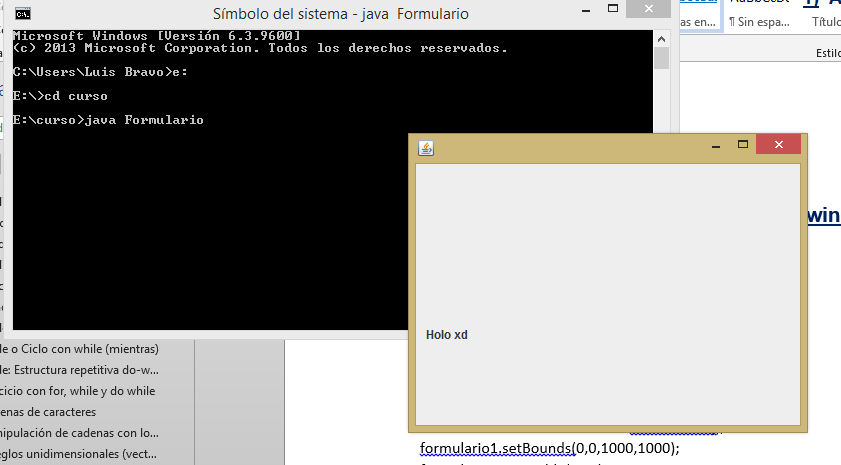 Símbolo del sistema - java Formulario
Microsoft Windows [Versión 6.3.9600]
(c) 2013 Microsoft Corporation. Todos los derechos reservados.
C:\Users\Luis Bravo>e:
E:\>cd curso
E:\curso>java Formulario
as en...
¶ Sin espa...
Título
Estilo
win
Holo xd
le o Ciclo con while (mientras)
le: Estructura repetitiva do-w...
cicio con for, while y do while
enas de caracteres
nipulación de cadenas con lo...
eglos unidimensionales (vect...
formulario1.setBounds(0,0,1000,1000);